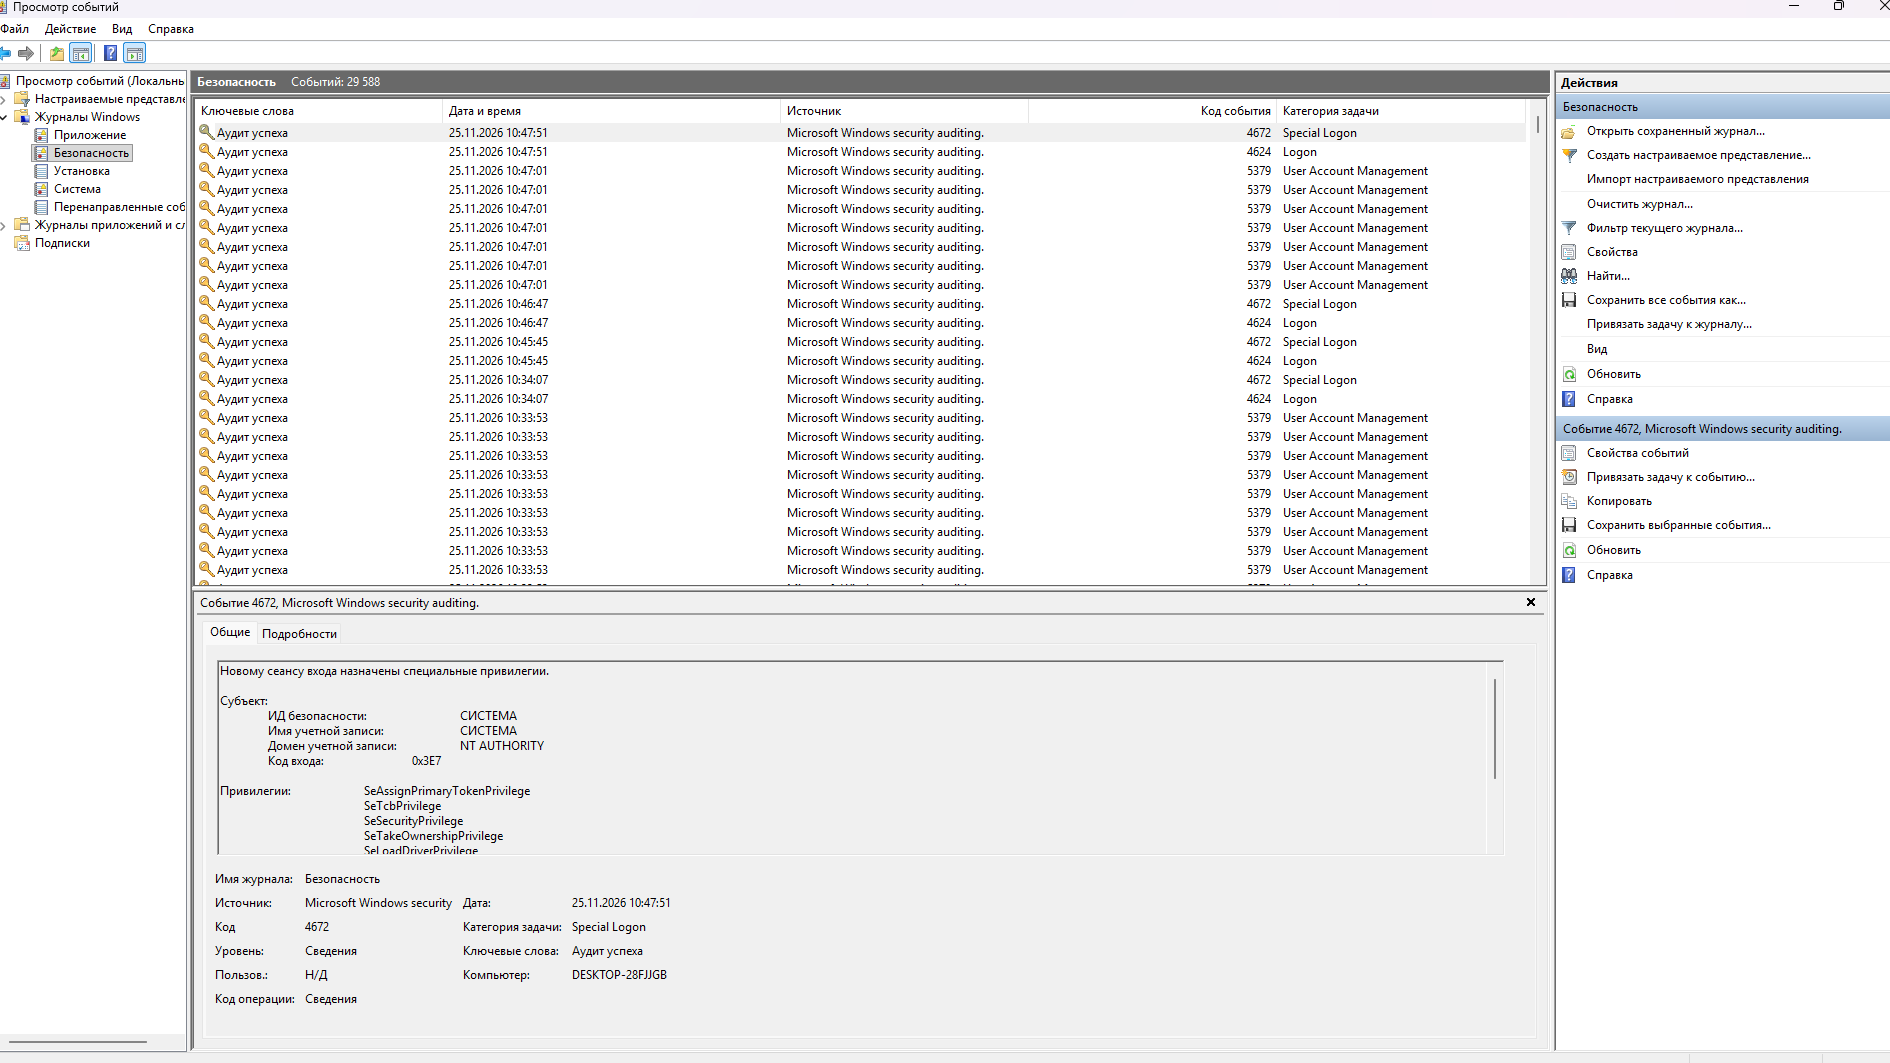 Просмотр событий
Файл Действие Вид Справка
Просмотр событий (Локальнь
Настраиваемые представле
Журналы Windows
Приложение
Безопасность
Установка
Система
Перенаправленные соб
Журналы приложений и сл
Подписки
Безопасность Событий: 29 588
Ключевые слова Дата и время Источник Код события Категория задачи
Аудит успеха 25.11.2026 10:47:51 Microsoft Windows security auditing. 4672 Special Logon
Аудит успеха 25.11.2026 10:47:51 Microsoft Windows security auditing. 4624 Logon
Аудит успеха 25.11.2026 10:47:01 Microsoft Windows security auditing. 5379 User Account Management
Аудит успеха 25.11.2026 10:47:01 Microsoft Windows security auditing. 5379 User Account Management
Аудит успеха 25.11.2026 10:47:01 Microsoft Windows security auditing. 5379 User Account Management
Аудит успеха 25.11.2026 10:47:01 Microsoft Windows security auditing. 5379 User Account Management
Аудит успеха 25.11.2026 10:47:01 Microsoft Windows security auditing. 5379 User Account Management
Аудит успеха 25.11.2026 10:47:01 Microsoft Windows security auditing. 5379 User Account Management
Аудит успеха 25.11.2026 10:47:01 Microsoft Windows security auditing. 5379 User Account Management
Аудит успеха 25.11.2026 10:46:47 Microsoft Windows security auditing. 4672 Special Logon
Аудит успеха 25.11.2026 10:46:47 Microsoft Windows security auditing. 4624 Logon
Аудит успеха 25.11.2026 10:45:45 Microsoft Windows security auditing. 4672 Special Logon
Аудит успеха 25.11.2026 10:45:45 Microsoft Windows security auditing. 4624 Logon
Аудит успеха 25.11.2026 10:34:07 Microsoft Windows security auditing. 4672 Special Logon
Аудит успеха 25.11.2026 10:34:07 Microsoft Windows security auditing. 4624 Logon
Аудит успеха 25.11.2026 10:33:53 Microsoft Windows security auditing. 5379 User Account Management
Аудит успеха 25.11.2026 10:33:53 Microsoft Windows security auditing. 5379 User Account Management
Аудит успеха 25.11.2026 10:33:53 Microsoft Windows security auditing. 5379 User Account Management
Аудит успеха 25.11.2026 10:33:53 Microsoft Windows security auditing. 5379 User Account Management
Аудит успеха 25.11.2026 10:33:53 Microsoft Windows security auditing. 5379 User Account Management
Аудит успеха 25.11.2026 10:33:53 Microsoft Windows security auditing. 5379 User Account Management
Аудит успеха 25.11.2026 10:33:53 Microsoft Windows security auditing. 5379 User Account Management
Аудит успеха 25.11.2026 10:33:53 Microsoft Windows security auditing. 5379 User Account Management
Аудит успеха 25.11.2026 10:33:53 Microsoft Windows security auditing. 5379 User Account Management
Событие 4672, Microsoft Windows security auditing.
Общие Подробности
Новому сеансу входа назначены специальные привилегии.
Субъект:
ИД безопасности: СИСТЕМА
Имя учетной записи: СИСТЕМА
Домен учетной записи: NT AUTHORITY
Код входа: 0x3E7
Привилегии: SeAssignPrimaryTokenPrivilege
SeTcbPrivilege
SeSecurityPrivilege
SeTakeOwnershipPrivilege
SeLoadDriverPrivilege
Имя журнала: Безопасность
Источник: Microsoft Windows security Дата: 25.11.2026 10:47:51
Код 4672 Категория задачи: Special Logon
Уровень: Сведения Ключевые слова: Аудит успеха
Пользов.: Н/Д Компьютер: DESKTOP-28FJJGB
Код операции: Сведения
Действия
Безопасность
Открыть сохраненный журнал...
Создать настраиваемое представление...
Импорт настраиваемого представления
Очистить журнал...
Фильтр текущего журнала...
Свойства
Найти...
Сохранить все события как...
Привязать задачу к журналу...
Вид
Обновить
Справка
Событие 4672, Microsoft Windows security auditing.
Свойства событий
Привязать задачу к событию...
Копировать
Сохранить выбранные события...
Обновить
Справка